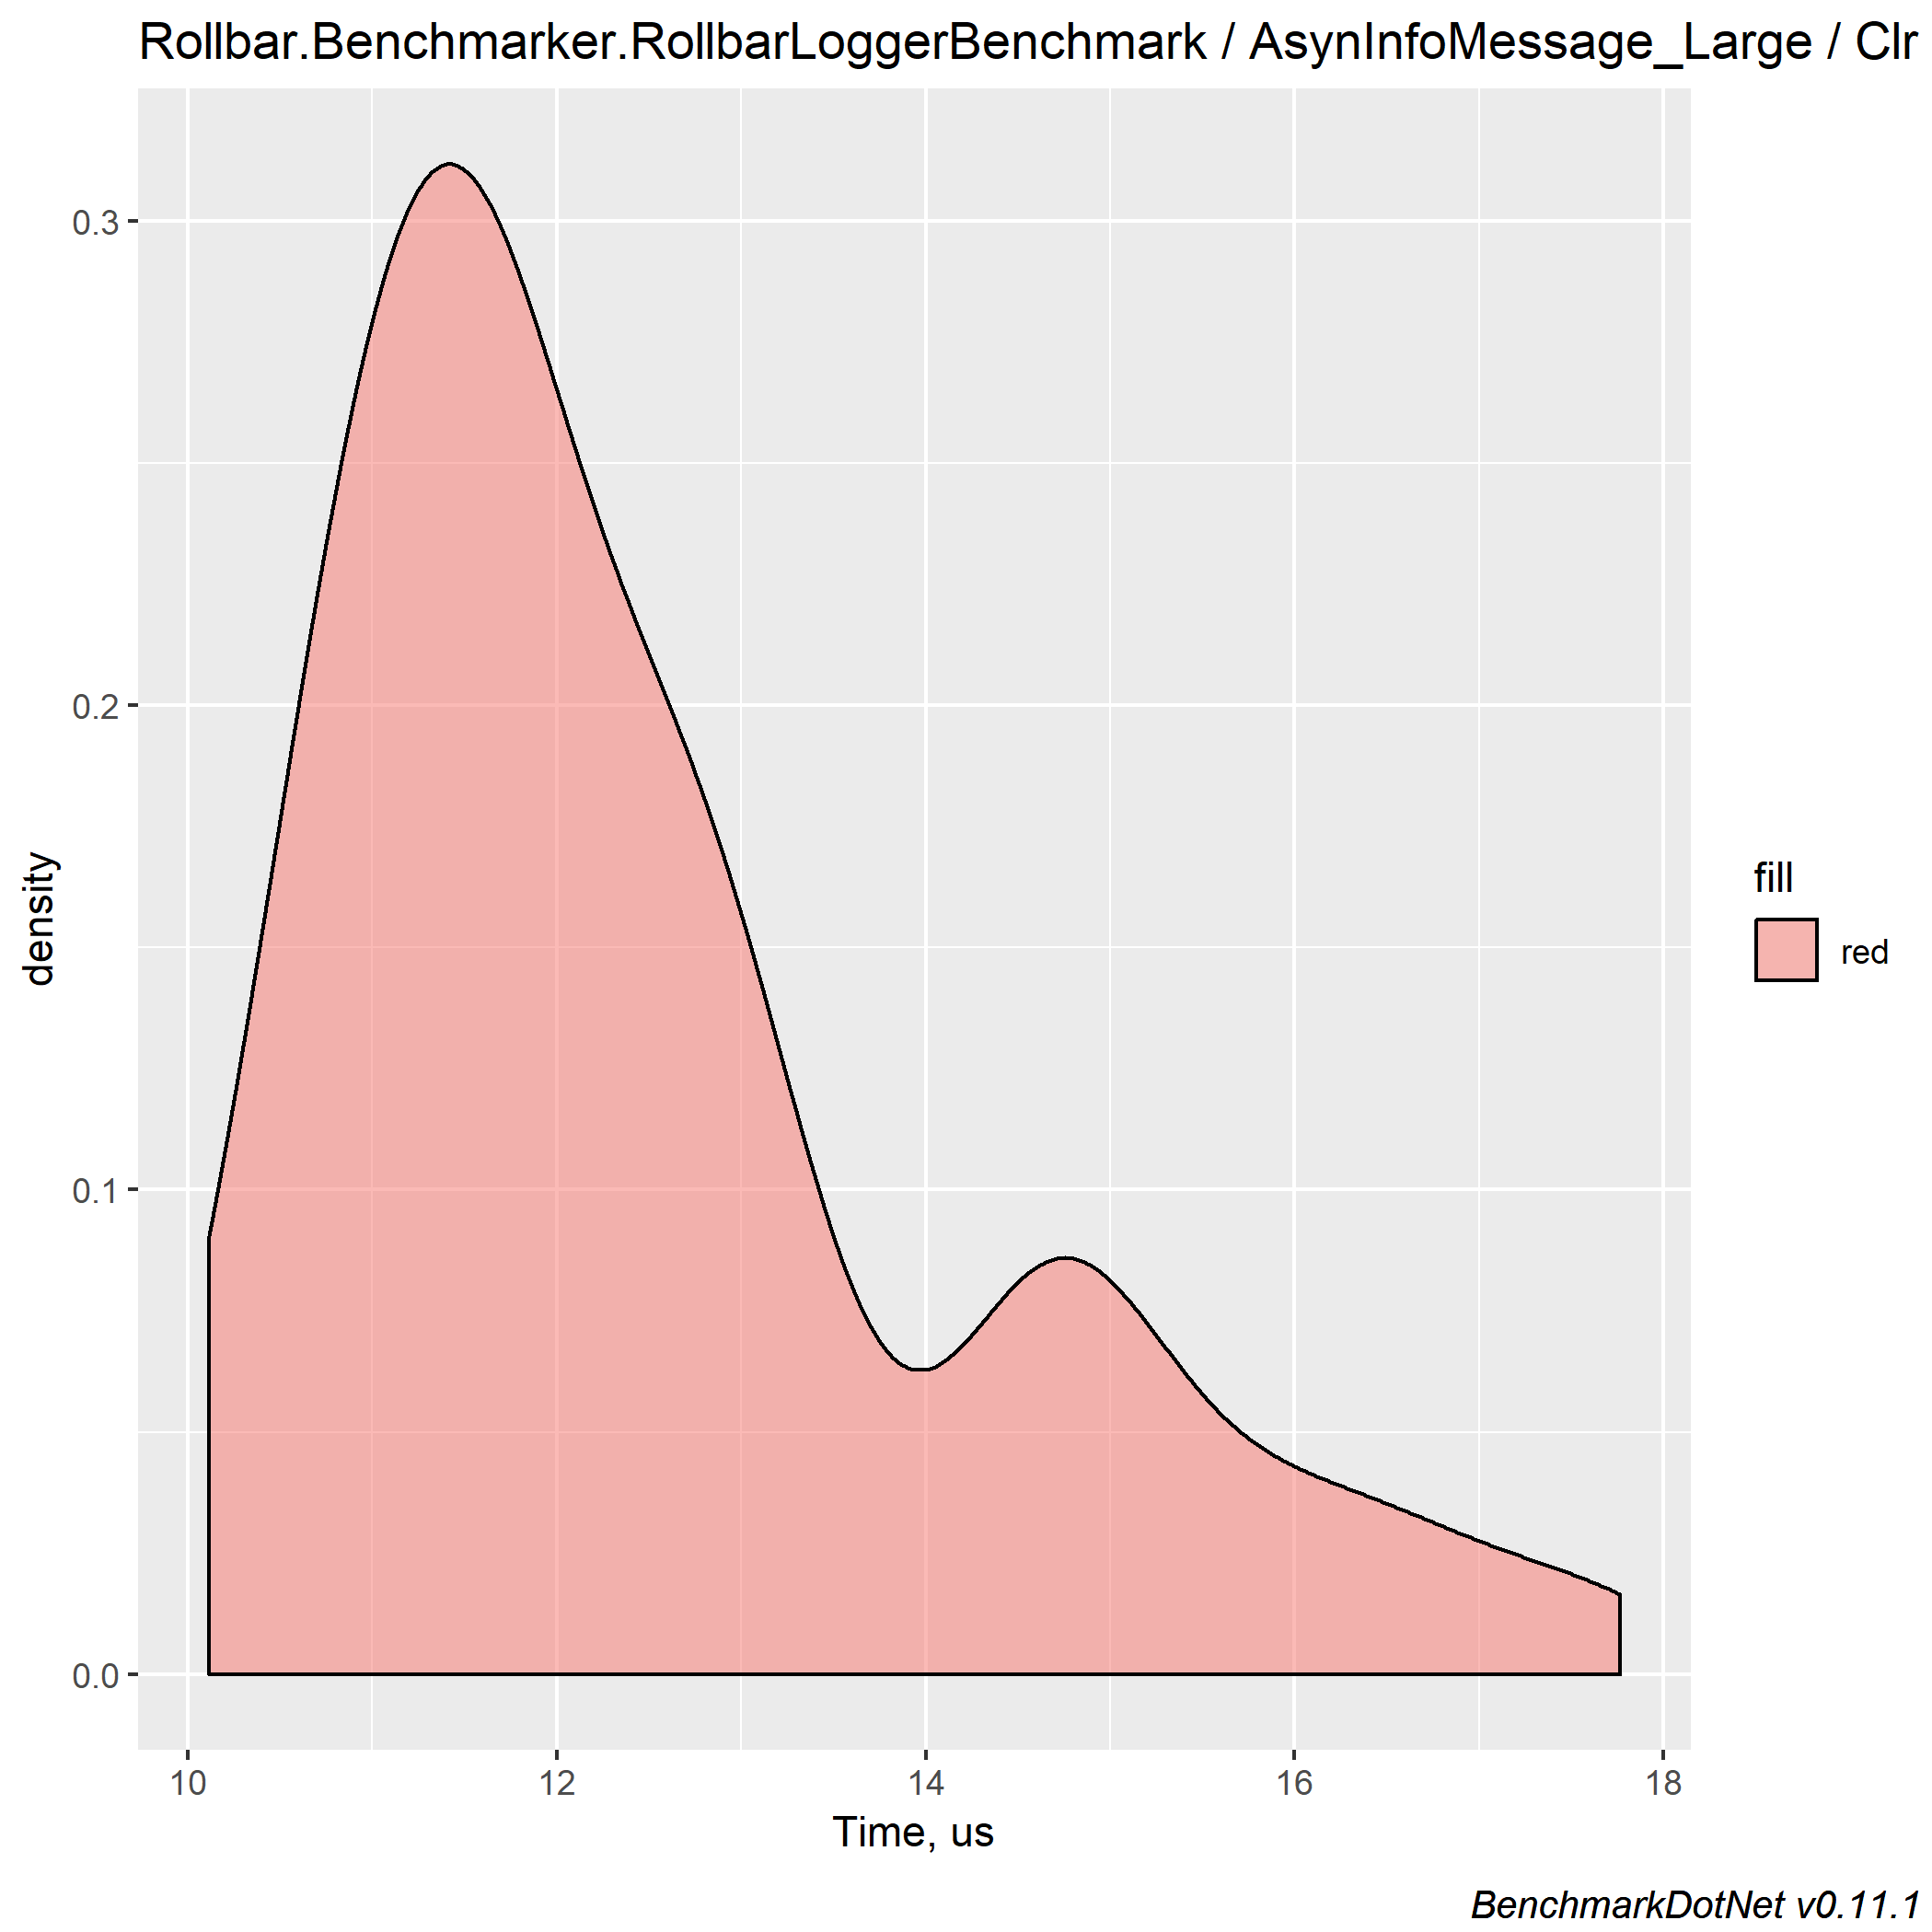 Rollbar.Benchmarker.RollbarLoggerBenchmark / AsynInfoMessage_Large / Clr
0.3
0.2
0.1
0.0
density
10 12 14 16 18
Time, us
fill
red
BenchmarkDotNet v0.11.1